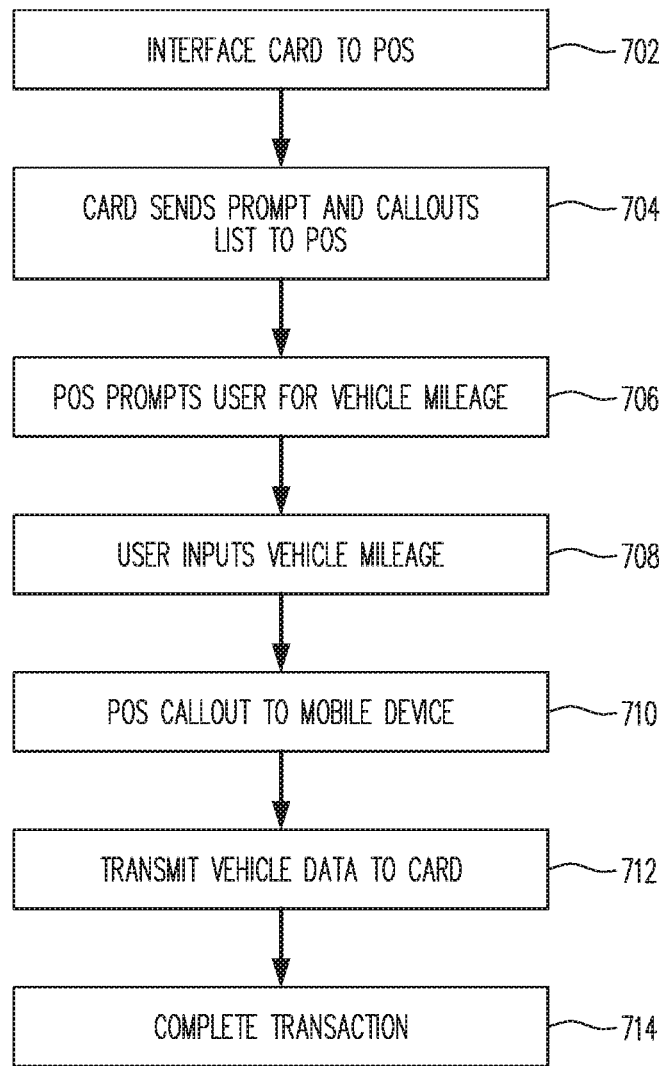 INTERFACE CARD TO POS
702
CARD SENDS PROMPT AND CALLOUTS
LIST TO POS
704
POS PROMPTS USER FOR VEHICLE MILEAGE
706
USER INPUTS VEHICLE MILEAGE
708
POS CALLOUT TO MOBILE DEVICE
710
TRANSMIT VEHICLE DATA TO CARD
712
COMPLETE TRANSACTION
714